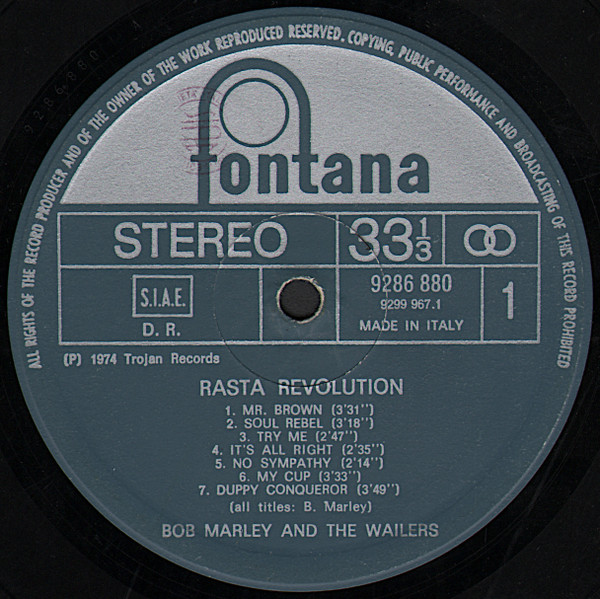 ALL RIGHTS OF THE RECORD PRODUCER AND OF THE OWNER OF THE WORK REPRODUCED RESERVED. COPYING, PUBLIC PERFORMANCE AND BROADCASTING OF THIS RECORD PROHIBITED
fontana
STEREO 33 1/3
S.I.A.E.
D. R.
9286 880
9299 967.1
MADE IN ITALY
1
(P) 1974 Trojan Records
RASTA REVOLUTION
1. MR. BROWN (3'31'')
2. SOUL REBEL (3'18'')
3. TRY ME (2'47'')
4. IT'S ALL RIGHT (2'35'')
5. NO SYMPATHY (2'14'')
6. MY CUP (3'33'')
7. DUPPY CONQUEROR (3'49'')
(all titles: B. Marley)
BOB MARLEY AND THE WAILERS